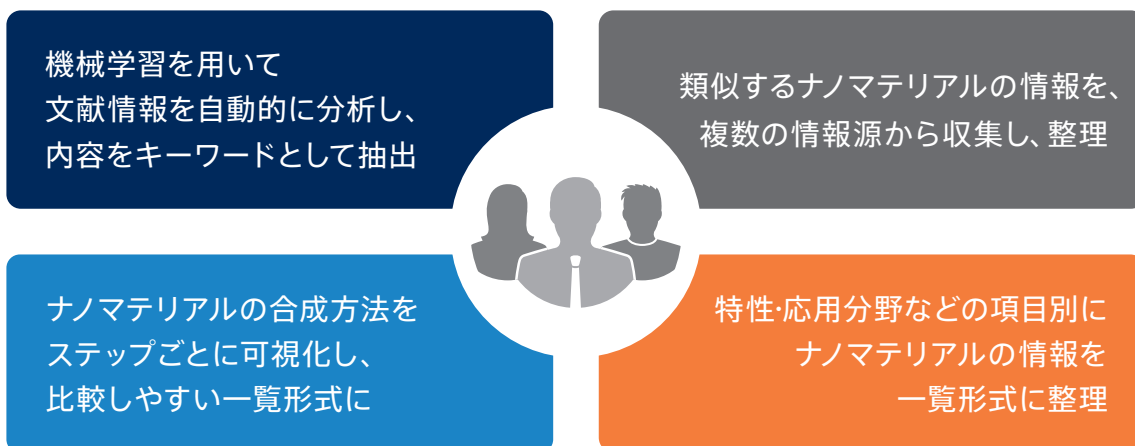 機械学習を用いて
文献情報を自動的に分析し、
内容をキーワードとして抽出
類似するナノマテリアルの情報を、
複数の情報源から収集し、整理
ナノマテリアルの合成方法を
ステップごとに可視化し、
比較しやすい一覧形式に
特性·応用分野などの項目別に
ナノマテリアルの情報を
一覧形式に整理